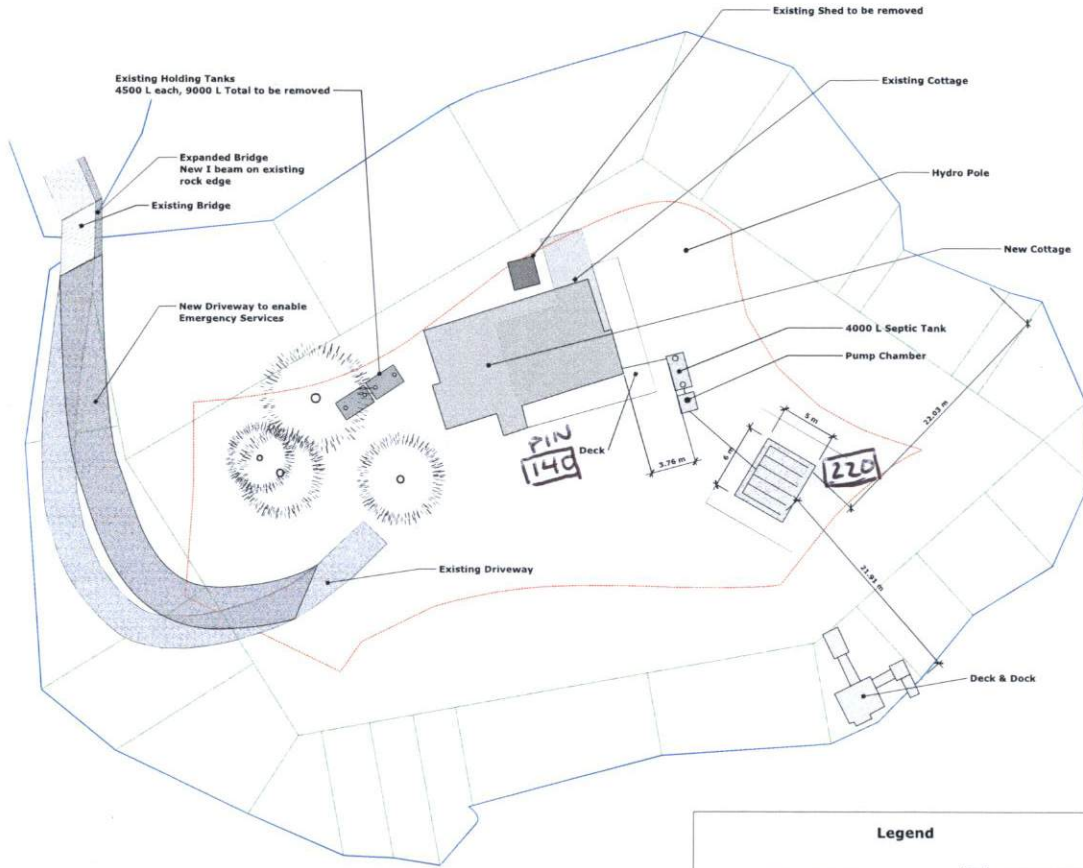 Existing Shed to be removed
Existing Holding Tanks
4500 L each, 9000 L Total to be removed
Existing Cottage
Expanded Bridge
New I beam on existing
rock edge
Hydro Pole
Existing Bridge
New Cottage
New Driveway to enable
Emergency Services
4000 L Septic Tank
Pump Chamber
22.03 m
5 m
PIN
140
Deck
3.76 m
6 m
220
Existing Driveway
21.91 m
Deck & Dock
Legend